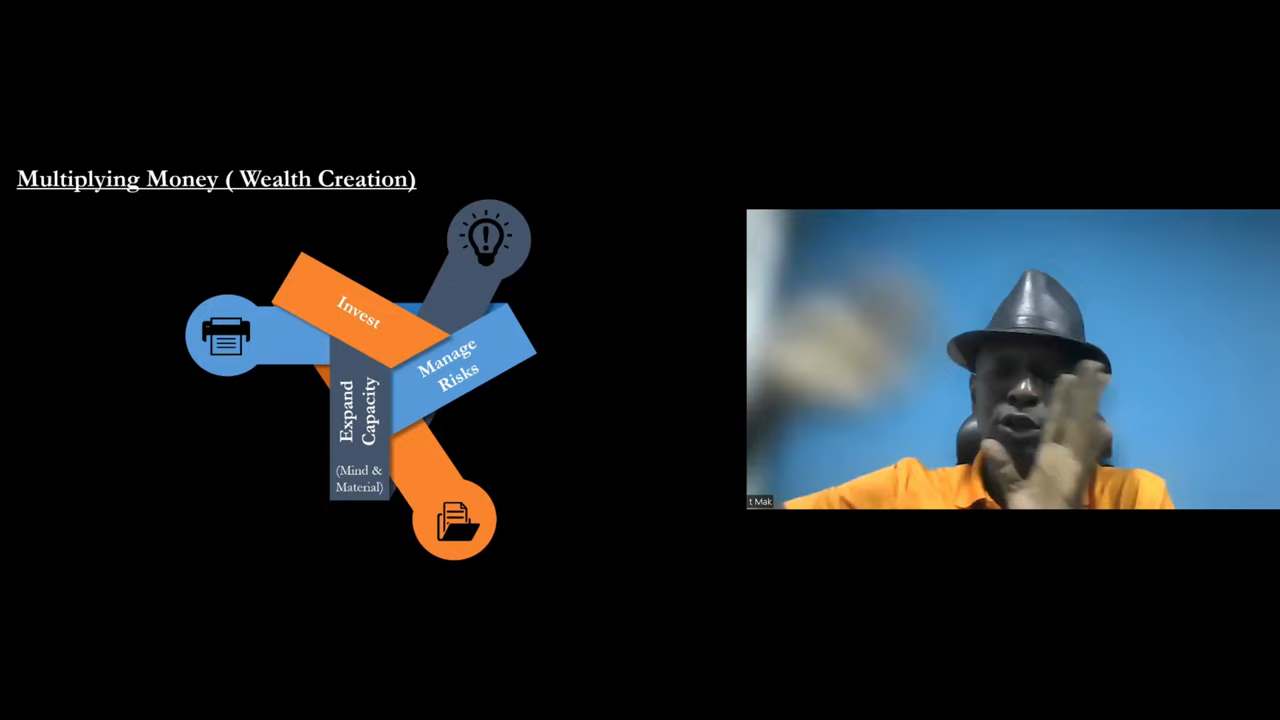 Multiplying Money ( Wealth Creation)
Invest
Manage
Risks
Expand
Capacity
(Mind &
Material)
t Mak